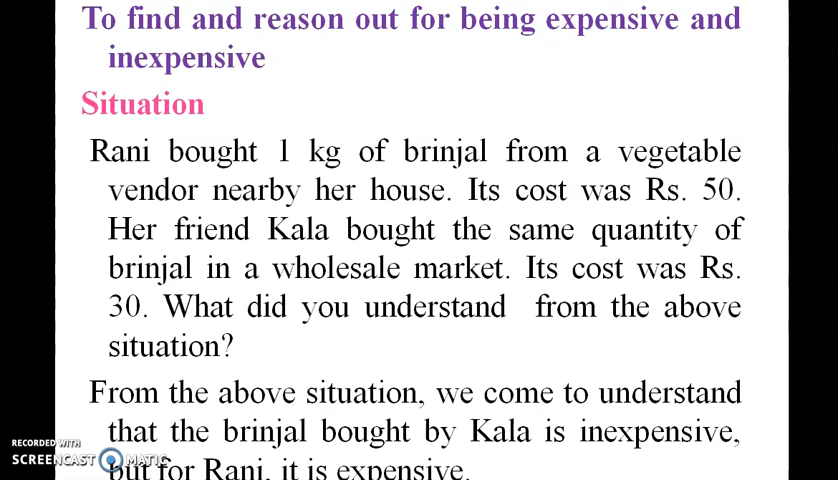 To find and reason out for being expensive and
inexpensive
Situation
Rani bought 1 kg of brinjal from a vegetable
vendor nearby her house. Its cost was Rs. 50.
Her friend Kala bought the same quantity of
brinjal in a wholesale market. Its cost was Rs.
30. What did you understand from the above
situation?
From the above situation, we come to understand
that the brinjal bought by Kala is inexpensive,
but for Rani, it is expensive.
RECORDED WITH
SCREENCAST MATIC